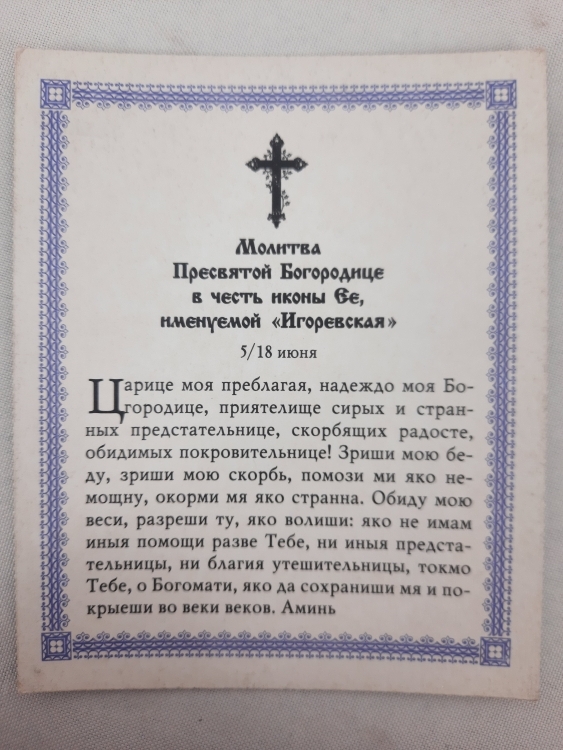 Молитва
Пресвятой Богородице
в честь иконы Ее,
именуемой «Игоревская»
5/18 июня
Царице моя преблагая, надеждо моя Бо-
городице, приятелище сирых и стран-
ных предстательнице, скорбящих радосте,
обидимых покровительнице! Зриши мою бе-
ду, зриши мою скорбь, помози ми яко не-
мощну, окорми мя яко странна. Обиду мою
веси, разреши ту, яко волиши: яко не имам
иныя помощи разве Тебе, ни иныя предста-
тельницы, ни благия утешительницы, токмо
Тебе, о Богомати, яко да сохраниши мя и по-
крыеши во веки веков. Аминь